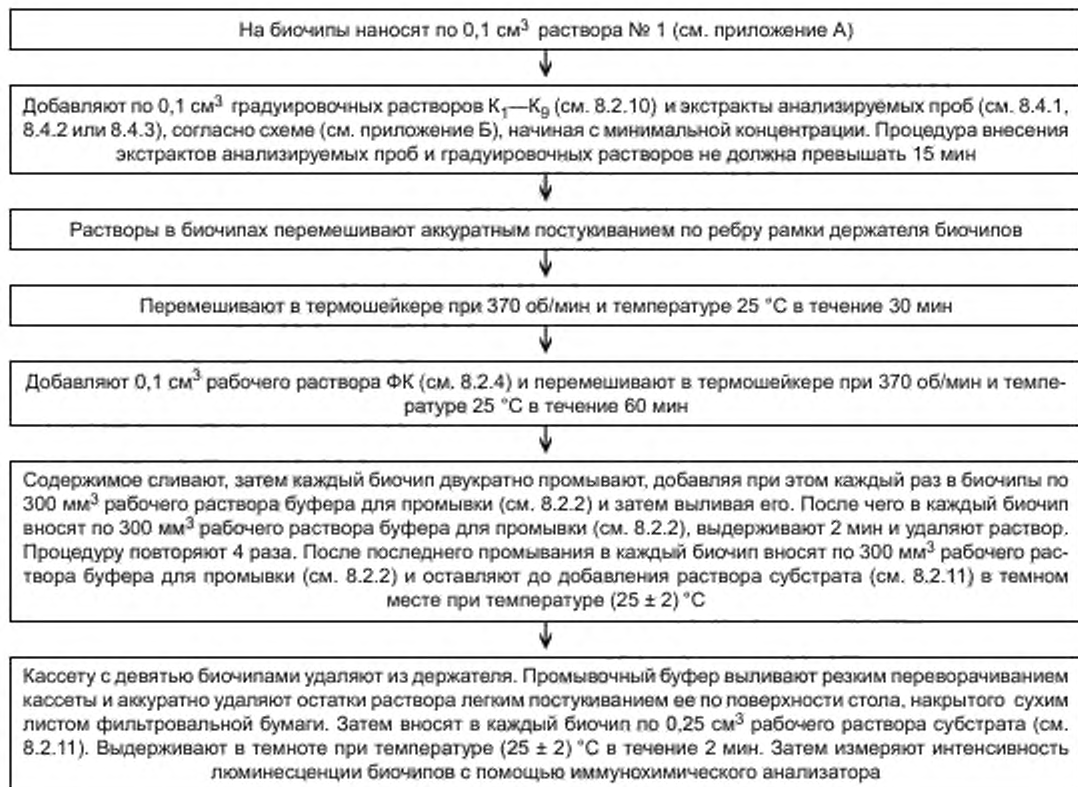 На биочипы наносят по 0,1 см³ раствора № 1 (см. приложение А)
Добавляют по 0,1 см³ градуировочных растворов К₁—К₉ (см. 8.2.10) и экстракты анализируемых проб (см. 8.4.1,
8.4.2 или 8.4.3), согласно схеме (см. приложение Б), начиная с минимальной концентрации. Процедура внесения
экстрактов анализируемых проб и градуировочных растворов не должна превышать 15 мин
Растворы в биочипах перемешивают аккуратным постукиванием по ребру рамки держателя биочипов
Перемешивают в термошейкере при 370 об/мин и температуре 25 °С в течение 30 мин
Добавляют 0,1 см³ рабочего раствора ФК (см. 8.2.4) и перемешивают в термошейкере при 370 об/мин и темпе-
ратуре 25 °С в течение 60 мин
Содержимое сливают, затем каждый биочип двукратно промывают, добавляя при этом каждый раз в биочипы по
300 мм³ рабочего раствора буфера для промывки (см. 8.2.2) и затем выливая его. После чего в каждый биочип
вносят по 300 мм³ рабочего раствора буфера для промывки (см. 8.2.2), выдерживают 2 мин и удаляют раствор.
Процедуру повторяют 4 раза. После последнего промывания в каждый биочип вносят по 300 мм³ рабочего рас-
твора буфера для промывки (см. 8.2.2) и оставляют до добавления раствора субстрата (см. 8.2.11) в темном
месте при температуре (25 ± 2) °С
Кассету с девятью биочипами удаляют из держателя. Промывочный буфер выливают резким переворачиванием
кассеты и аккуратно удаляют остатки раствора легким постукиванием ее по поверхности стола, накрытого сухим
листом фильтровальной бумаги. Затем вносят в каждый биочип по 0,25 см³ рабочего раствора субстрата (см.
8.2.11). Выдерживают в темноте при температуре (25 ± 2) °С в течение 2 мин. Затем измеряют интенсивность
люминесценции биочипов с помощью иммунохимического анализатора